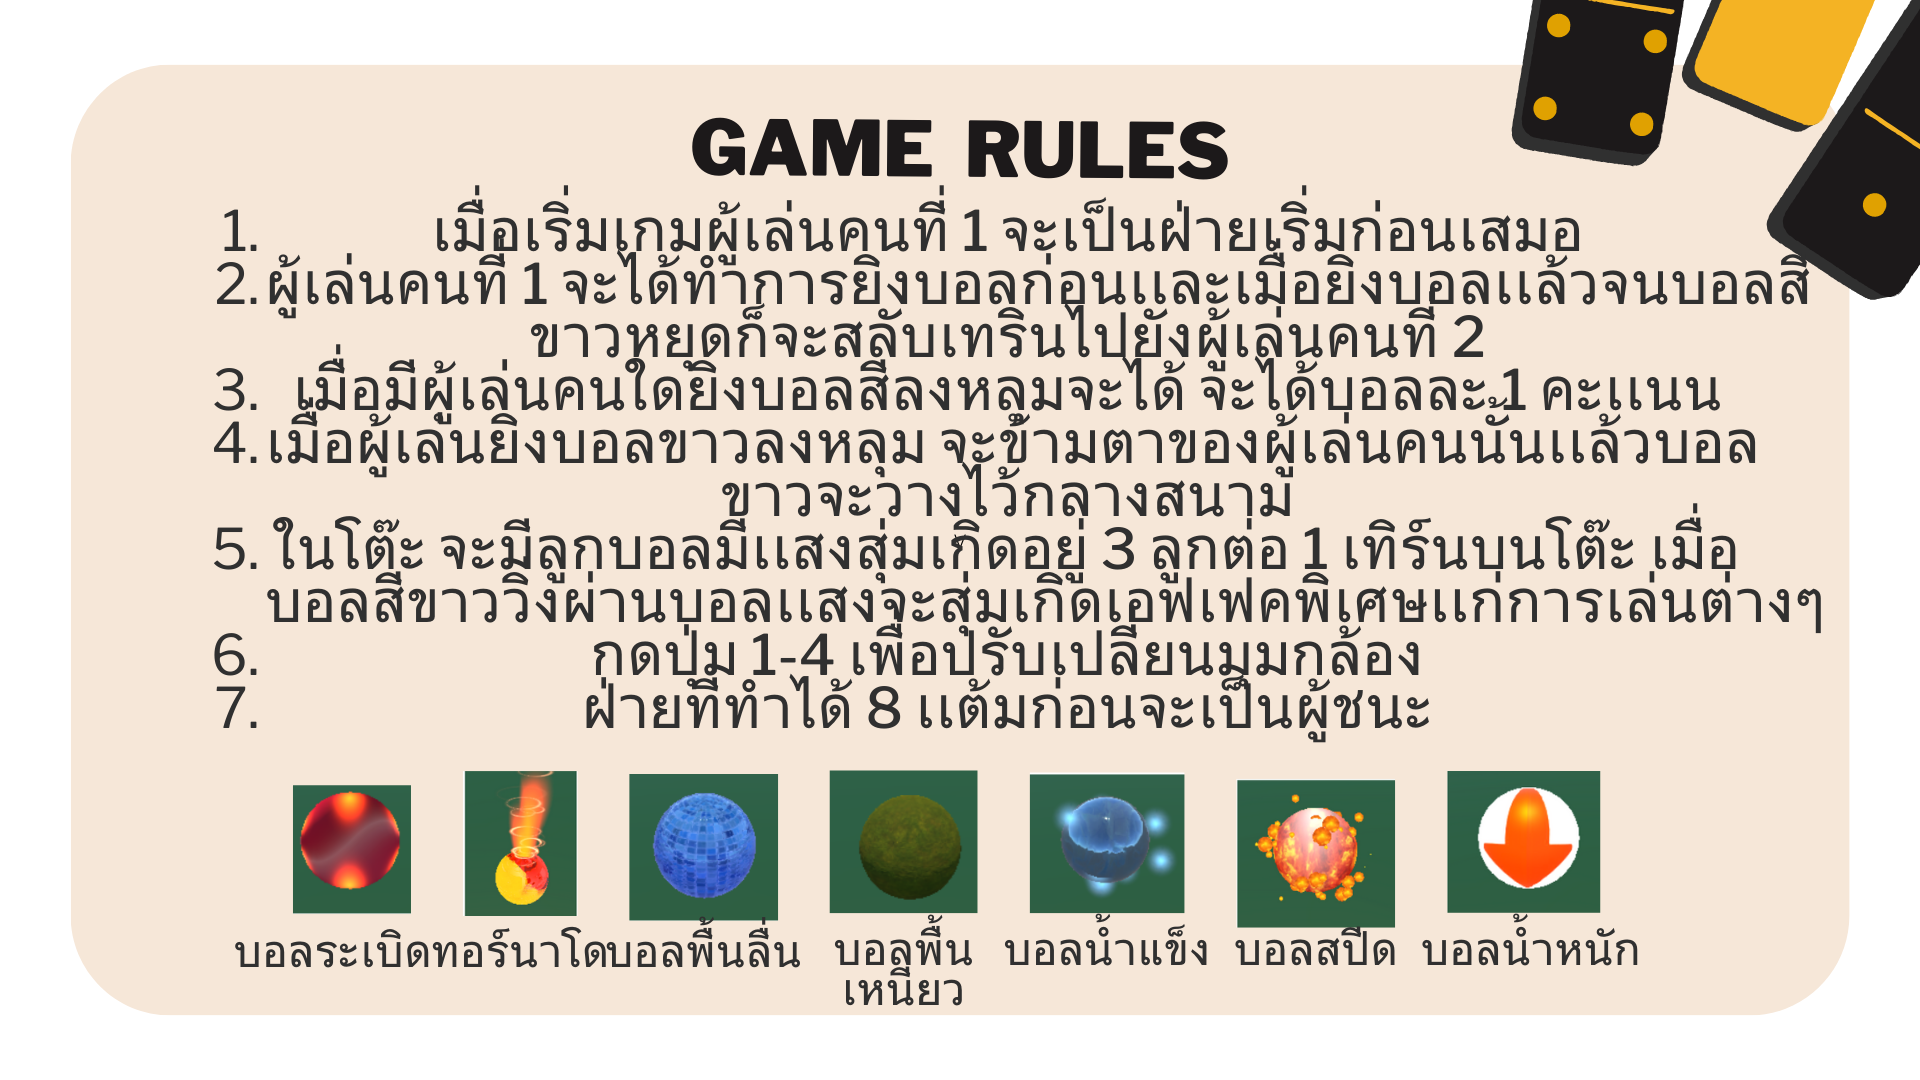 GAME RULES
1. เมื่อเริ่มเกมผู้เล่นคนที่ 1 จะเป็นฝ่ายเริ่มก่อนเสมอ
2. ผู้เล่นคนที่ 1 จะได้ทำการยิงบอลก่อนและเมื่อยิงบอลแล้วจนบอลสี
ขาวหยุดก็จะสลับเทรินไปยังผู้เล่นคนที่ 2
3. เมื่อมีผู้เล่นคนใดยิงบอลสีลงหลุมจะได้ จะได้บอลละ 1 คะแนน
4. เมื่อผู้เล่นยิงบอลขาวลงหลุม จะข้ามตาของผู้เล่นคนนั้นแล้วบอล
ขาวจะวางไว้กลางสนาม
5. ในโต๊ะ จะมีลูกบอลมีแสงสุ่มเกิดอยู่ 3 ลูกต่อ 1 เทิร์นบนโต๊ะ เมื่อ
บอลสีขาววิ่งผ่านบอลแสงจะสุ่มเกิดเอฟเฟคพิเศษแก่การเล่นต่างๆ
6. กดปุ่ม 1-4 เพื่อปรับเปลี่ยนมุมกล้อง
7. ฝ่ายที่ทำได้ 8 แต้มก่อนจะเป็นผู้ชนะ
บอลระเบิด ทอร์นาโด บอลพื้นลื่น บอลพื้น บอลน้ำแข็ง บอลสปีด บอลน้ำหนัก
เหนียว